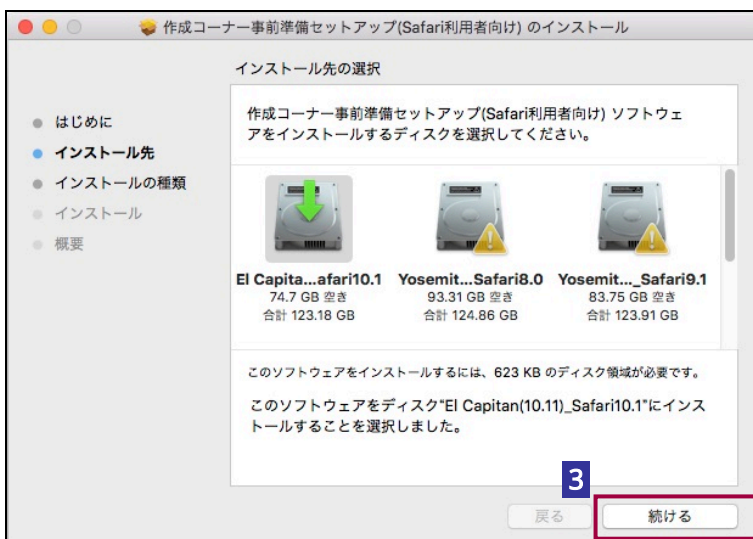 作成コーナー事前準備セットアップ(Safari利用者向け) のインストール
インストール先の選択
はじめに
インストール先
インストールの種類
インストール
概要
作成コーナー事前準備セットアップ(Safari利用者向け) ソフトウェ
アをインストールするディスクを選択してください。
El Capita...afari10.1
74.7 GB 空き
合計 123.18 GB
Yosemit...Safari8.0
93.31 GB 空き
合計 124.86 GB
Yosemit..._Safari9.1
83.75 GB 空き
合計 123.91 GB
このソフトウェアをインストールするには、623 KB のディスク領域が必要です。
このソフトウェアをディスク"El Capitan(10.11)_Safari10.1"にインス
トールすることを選択しました。
3
戻る
続ける